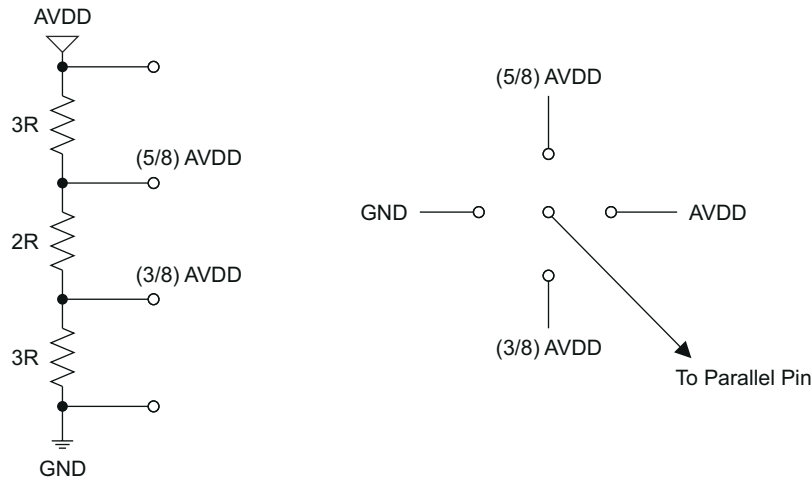 AVDD
3R
(5/8) AVDD
2R
(3/8) AVDD
3R
GND
(5/8) AVDD
GND
AVDD
(3/8) AVDD
To Parallel Pin